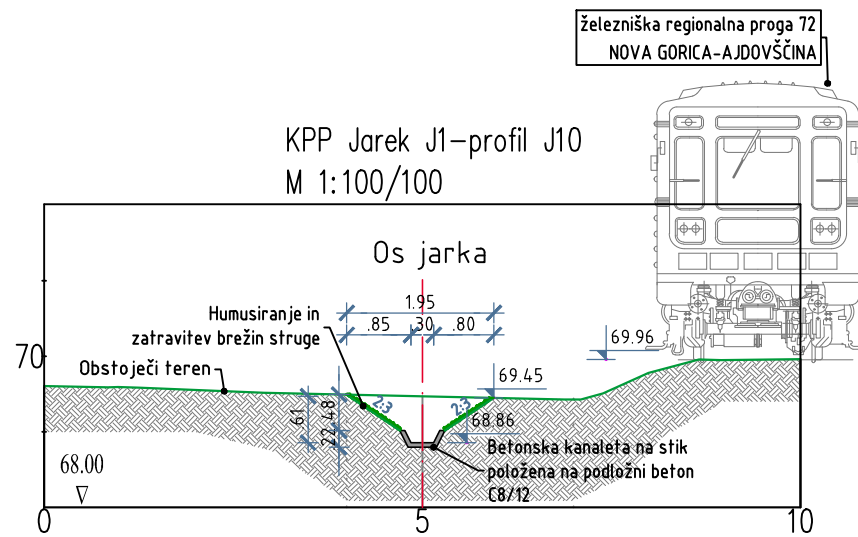 železniška regionalna proga 72
NOVA GORICA-AJDOVŠČINA
KPP Jarek J1-profil J10
M 1:100/100
Os jarka
1.95
.85
.30
.80
Humusiranje in
zatravitev brežin struge
69.96
70
Obstoječi teren
69.45
2:3
2:3
61
48
22
68.86
Betonska kanaleta na stik
položena na podložni beton
C8/12
68.00
0
5
10